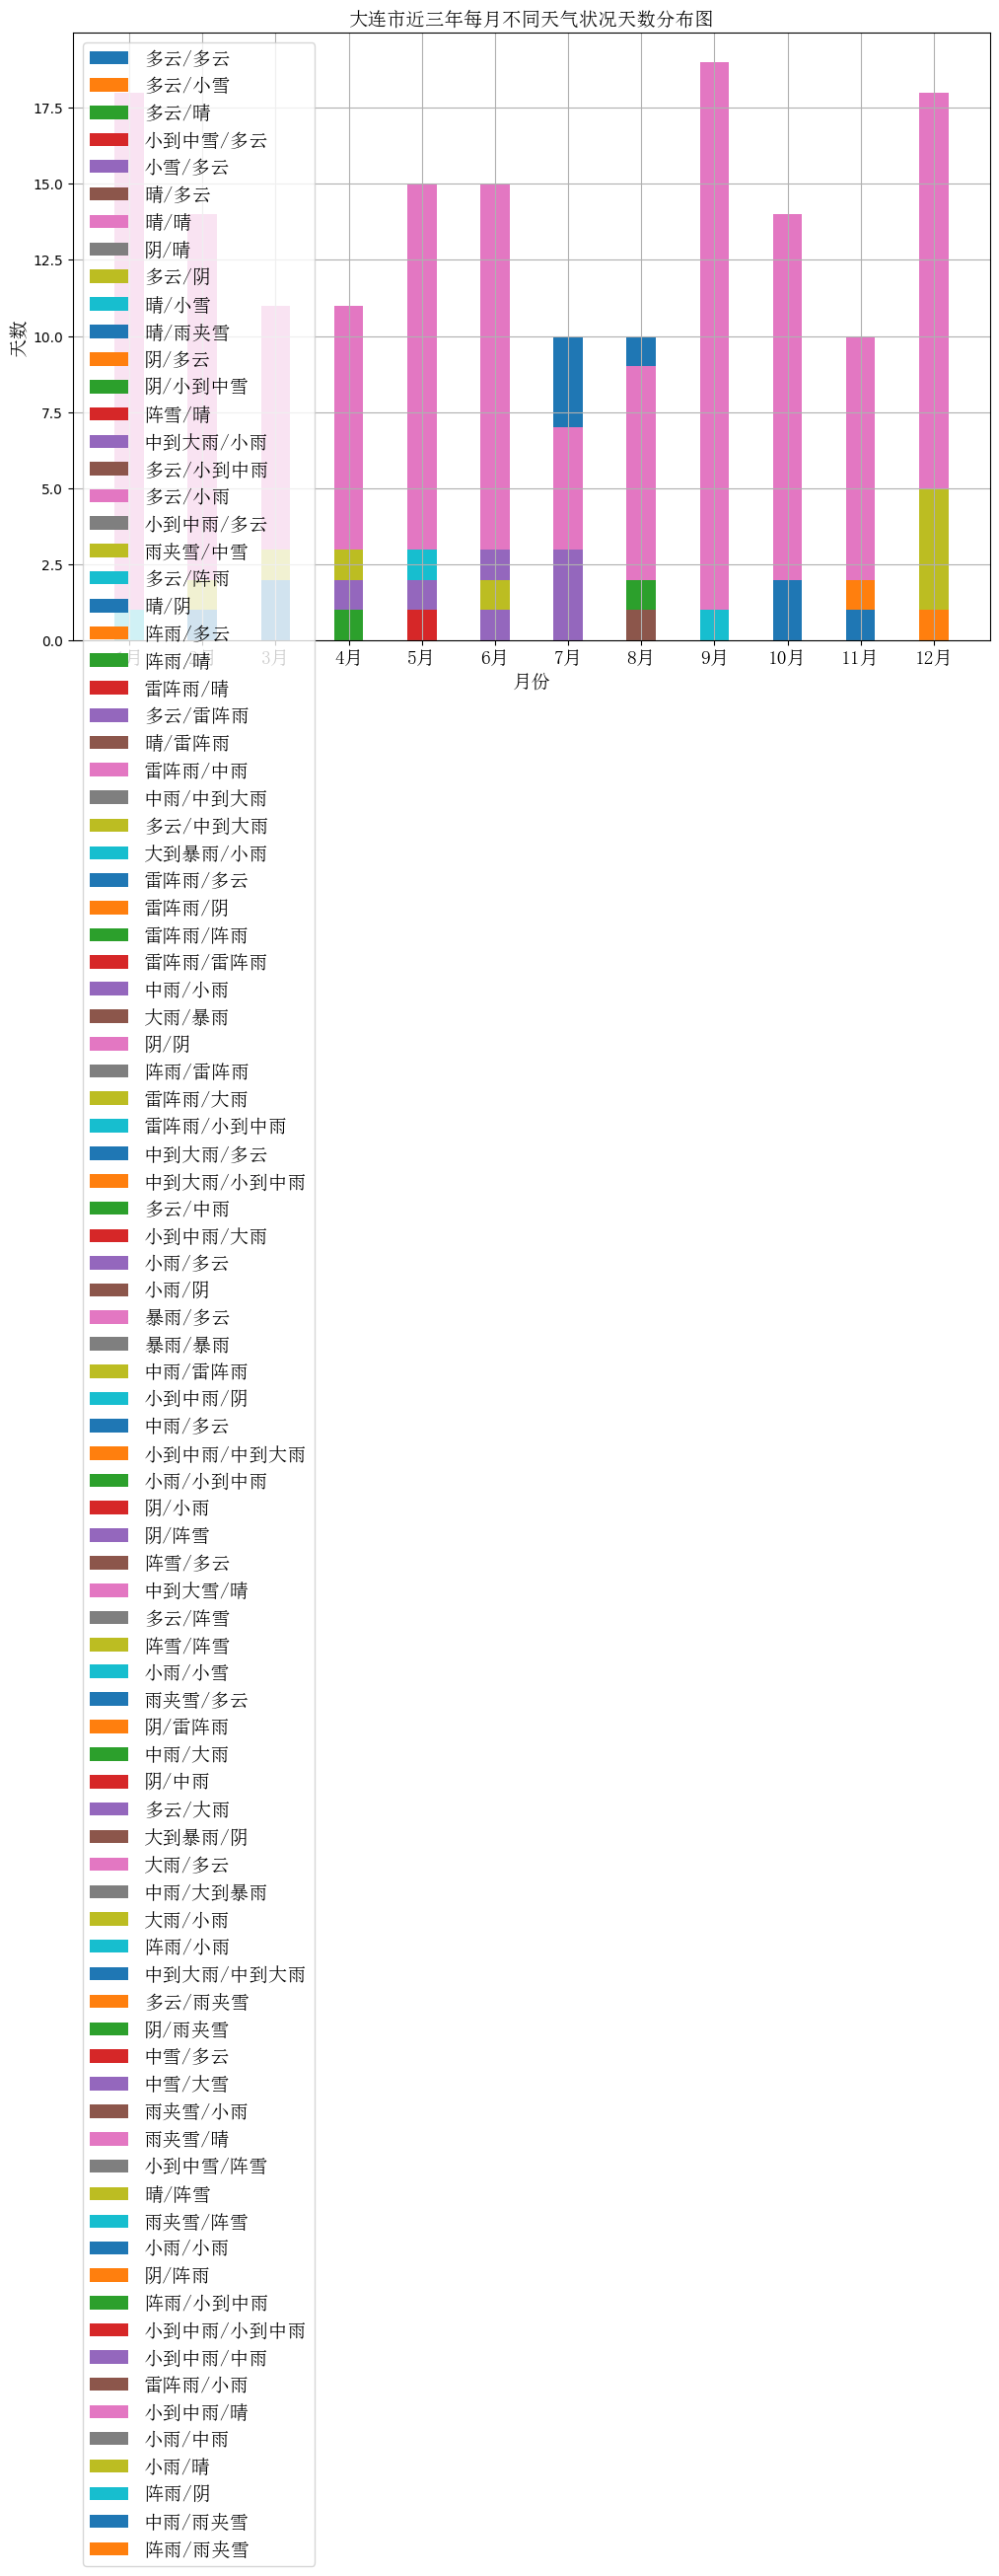 大连市近三年每月不同天气状况天数分布图
天数
17.5
15.0
12.5
10.0
7.5
5.0
2.5
0.0
1月
2月
3月
4月
5月
6月
7月
8月
9月
10月
11月
12月
月份
多云/多云
多云/小雪
多云/晴
小到中雪/多云
小雪/多云
晴/多云
晴/晴
阴/晴
多云/阴
晴/小雪
晴/雨夹雪
阴/多云
阴/小到中雪
阵雪/晴
中到大雨/小雨
多云/小到中雨
多云/小雨
小到中雨/多云
雨夹雪/中雪
多云/阵雨
晴/阴
阵雨/多云
阵雨/晴
雷阵雨/晴
多云/雷阵雨
晴/雷阵雨
雷阵雨/中雨
中雨/中到大雨
多云/中到大雨
大到暴雨/小雨
雷阵雨/多云
雷阵雨/阴
雷阵雨/阵雨
雷阵雨/雷阵雨
中雨/小雨
大雨/暴雨
阴/阴
阵雨/雷阵雨
雷阵雨/大雨
雷阵雨/小到中雨
中到大雨/多云
中到大雨/小到中雨
多云/中雨
小到中雨/大雨
小雨/多云
小雨/阴
暴雨/多云
暴雨/暴雨
中雨/雷阵雨
小到中雨/阴
中雨/多云
小到中雨/中到大雨
小雨/小到中雨
阴/小雨
阴/阵雪
阵雪/多云
中到大雪/晴
多云/阵雪
阵雪/阵雪
小雨/小雪
雨夹雪/多云
阴/雷阵雨
中雨/大雨
阴/中雨
多云/大雨
大到暴雨/阴
大雨/多云
中雨/大到暴雨
大雨/小雨
阵雨/小雨
中到大雨/中到大雨
多云/雨夹雪
阴/雨夹雪
中雪/多云
中雪/大雪
雨夹雪/小雨
雨夹雪/晴
小到中雪/阵雪
晴/阵雪
雨夹雪/阵雪
小雨/小雨
阴/阵雨
阵雨/小到中雨
小到中雨/小到中雨
小到中雨/中雨
雷阵雨/小雨
小到中雨/晴
小雨/中雨
小雨/晴
阵雨/阴
中雨/雨夹雪
阵雨/雨夹雪